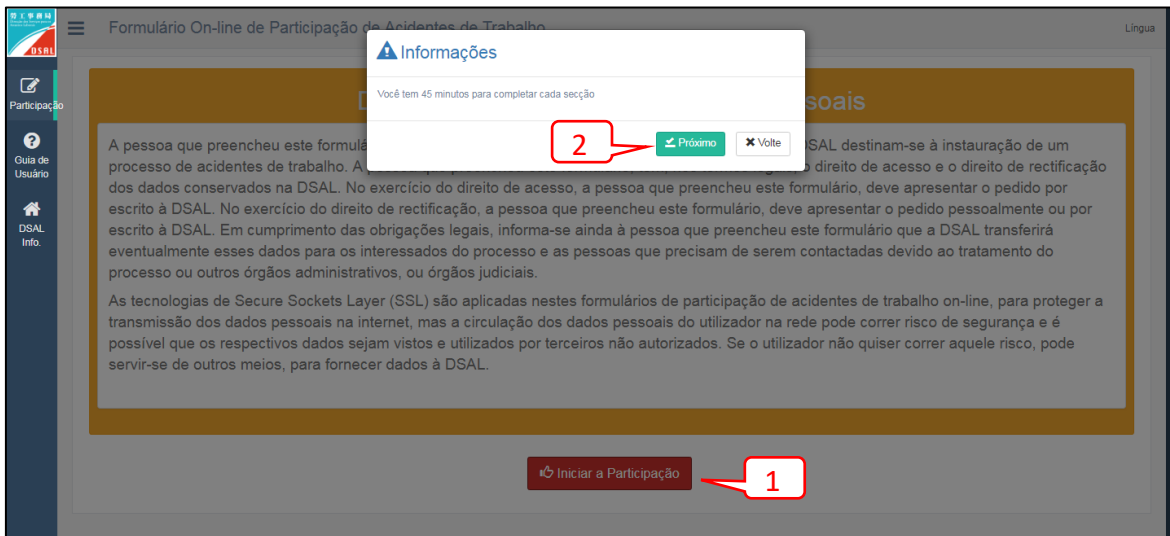 勞工事務局
DSAL
Formulário On-line de Participação de Acidentes de Trabalho
Língua
Participação
Guia de
Usuário
DSAL
Info.
Informações
Você tem 45 minutos para completar cada secção
2
Próximo
Volte
D
soais
A pessoa que preencheu este formulá
SAL destinam-se à instauração de um
processo de acidentes de trabalho. A
o direito de acesso e o direito de rectificação
dos dados conservados na DSAL. No exercício do direito de acesso, a pessoa que preencheu este formulário, deve apresentar o pedido por
escrito à DSAL. No exercício do direito de rectificação, a pessoa que preencheu este formulário, deve apresentar o pedido pessoalmente ou por
escrito à DSAL. Em cumprimento das obrigações legais, informa-se ainda à pessoa que preencheu este formulário que a DSAL transferirá
eventualmente esses dados para os interessados do processo e as pessoas que precisam de serem contactadas devido ao tratamento do
processo ou outros órgãos administrativos, ou órgãos judiciais.
As tecnologias de Secure Sockets Layer (SSL) são aplicadas nestes formulários de participação de acidentes de trabalho on-line, para proteger a
transmissão dos dados pessoais na internet, mas a circulação dos dados pessoais do utilizador na rede pode correr risco de segurança e é
possível que os respectivos dados sejam vistos e utilizados por terceiros não autorizados. Se o utilizador não quiser correr aquele risco, pode
servir-se de outros meios, para fornecer dados à DSAL.
Iniciar a Participação
1